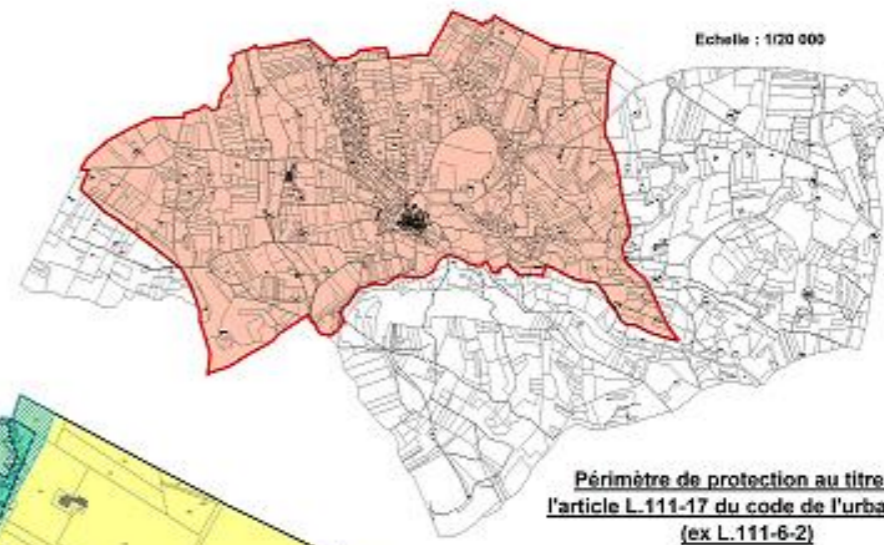 Echelle : 1/20 000
Périmètre de protection au titre
l'article L.111-17 du code de l'urba
(ex L.111-6-2)